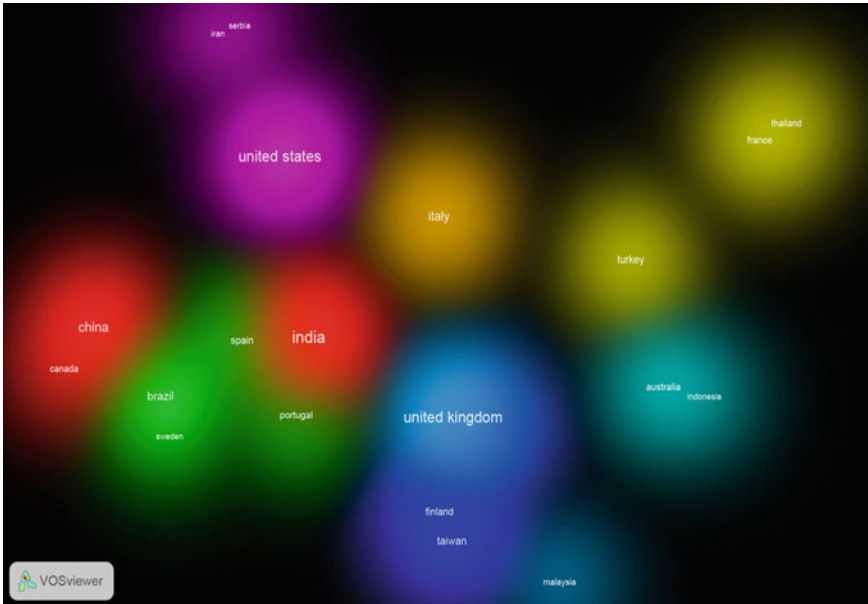 serbia
iran
thailand
france
united states
italy
turkey
china
spain
india
canada
brazil
australia
indonesia
portugal
united kingdom
sweden
finland
taiwan
malaysia
VOSviewer